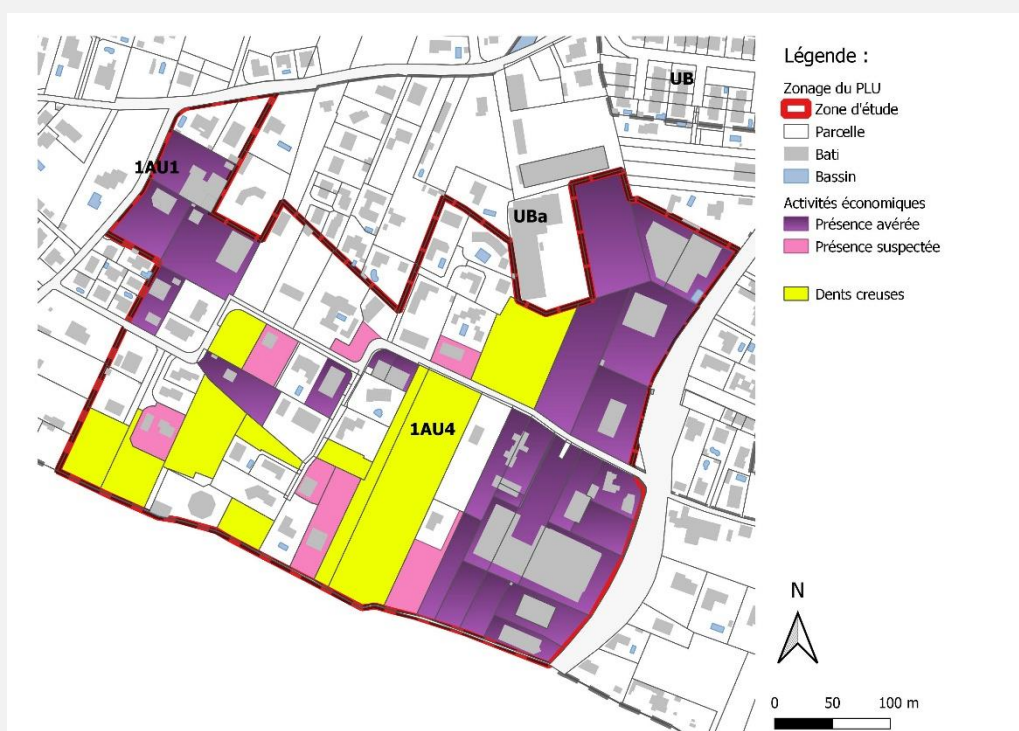 UB
1AU1
UBa
1AU4
Légende :
Zonage du PLU
Zone d'étude
Parcelle
Bati
Bassin
Activités économiques
Présence avérée
Présence suspectée
Dents creuses
N
0 50 100 m